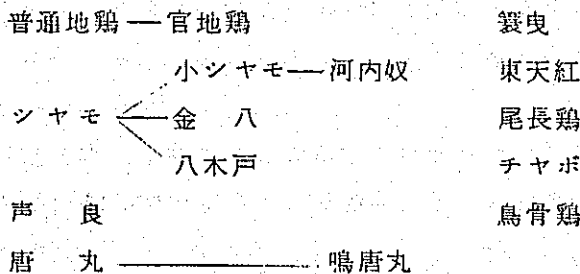 普通地鶏 ― 官地鶏 簑曳
小シヤモ ― 河内奴 東天紅
シヤモ ― 金 八 尾長鶏
八木戸 チヤボ
声 良 烏骨鶏
唐 丸 ― 鳴唐丸